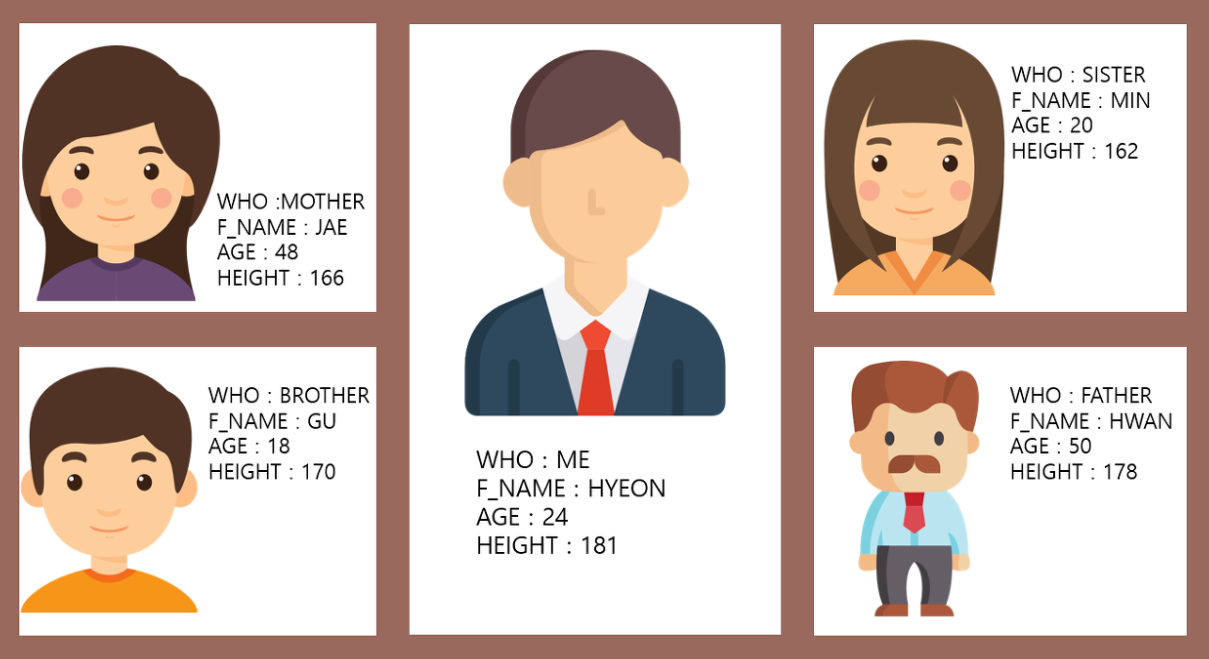 WHO :MOTHER
F_NAME : JAE
AGE : 48
HEIGHT : 166
WHO : BROTHER
F_NAME : GU
AGE : 18
HEIGHT : 170
WHO : ME
F_NAME : HYEON
AGE : 24
HEIGHT : 181
WHO : SISTER
F_NAME : MIN
AGE : 20
HEIGHT : 162
WHO : FATHER
F_NAME : HWAN
AGE : 50
HEIGHT : 178